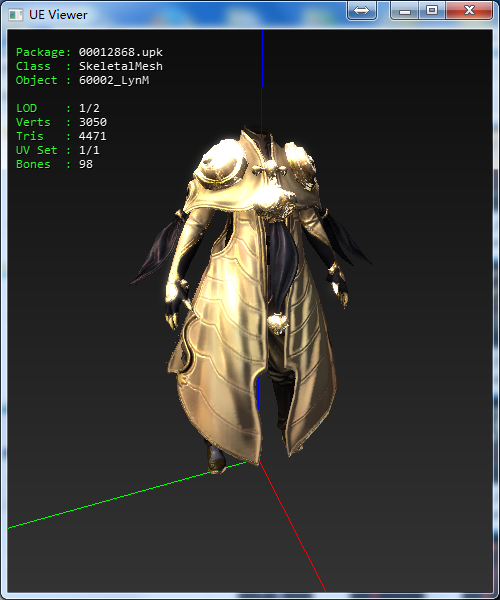 UE Viewer
Package: 00012868.upk
Class  : SkeletalMesh
Object : 60002_LynM
LOD    : 1/2
Verts  : 3050
Tris   : 4471
UV Set : 1/1
Bones  : 98